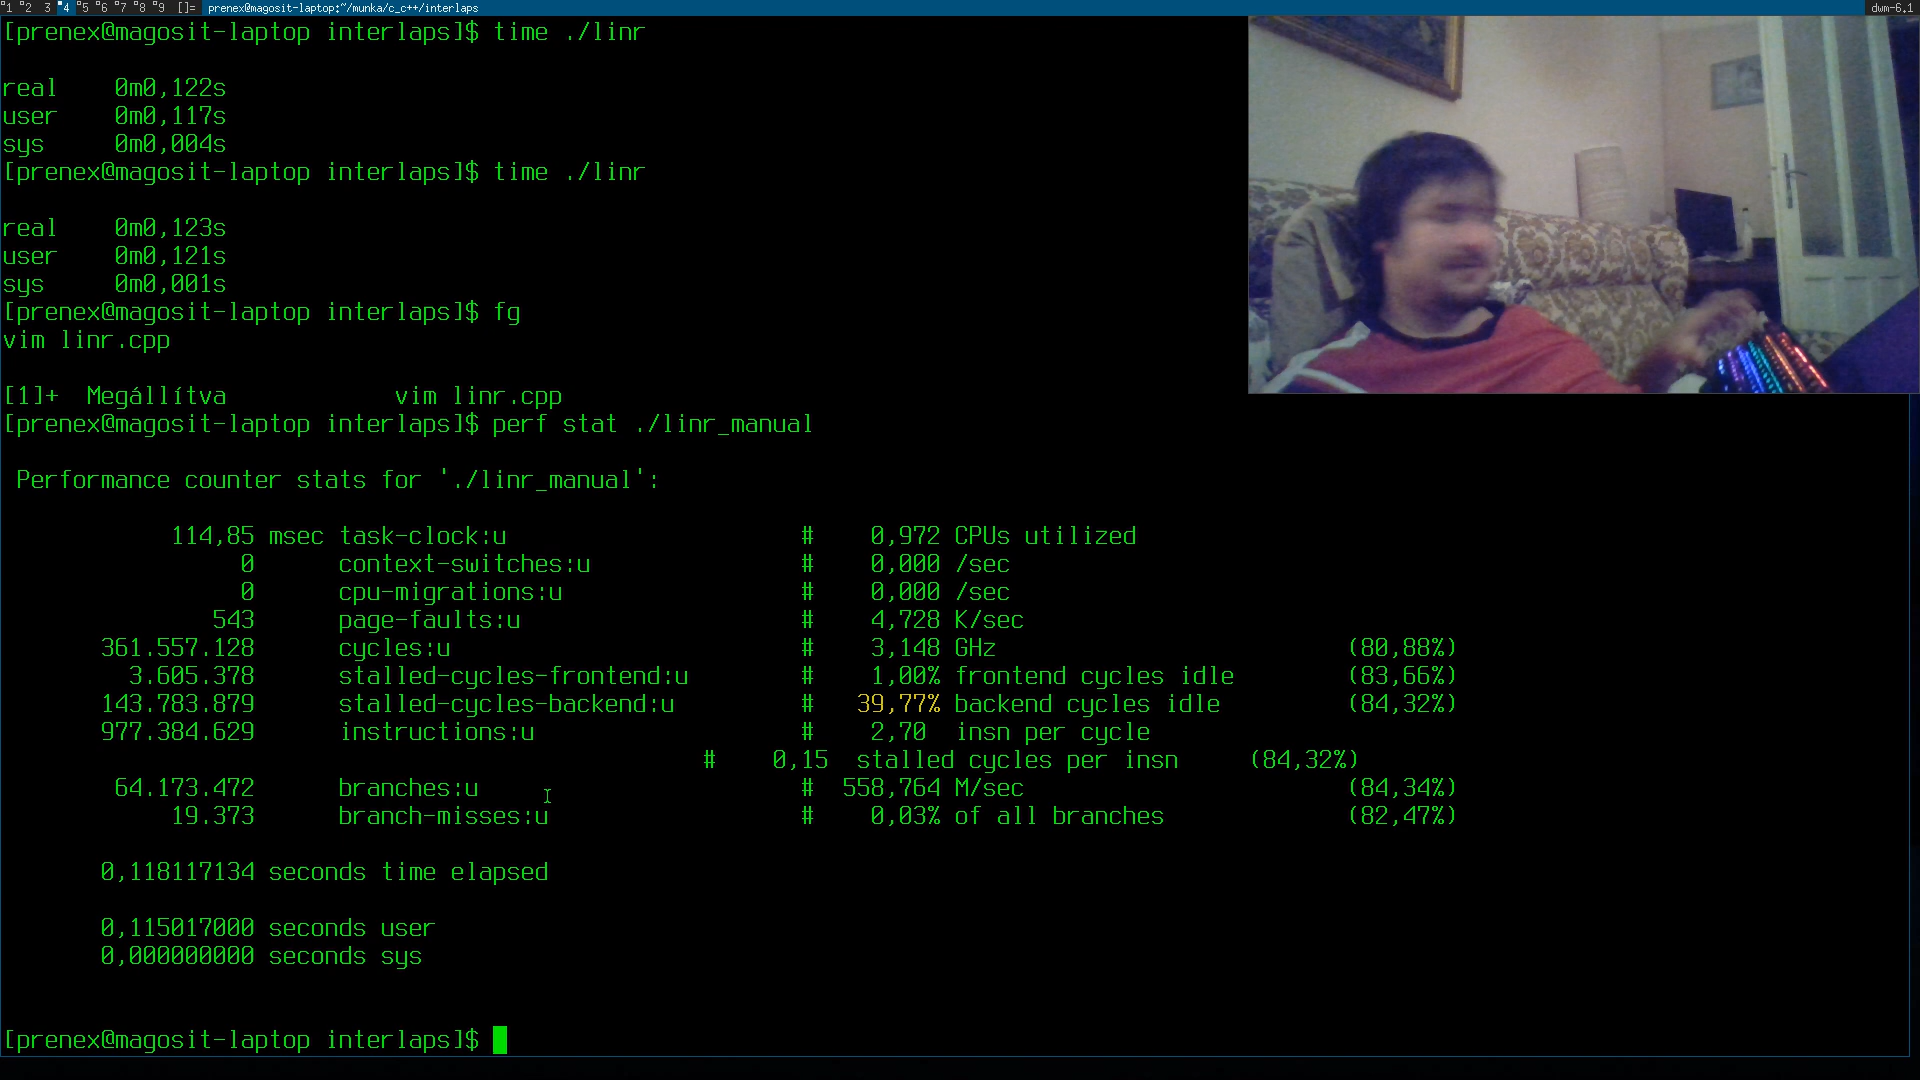 1 2 3 4 5 6 7 8 9 []= prenex@magosit-laptop:~/munka/c_c++/interlaps dwm-6.1
[prenex@magosit-laptop interlaps]$ time ./linr
real 0m0,122s
user 0m0,117s
sys 0m0,004s
[prenex@magosit-laptop interlaps]$ time ./linr
real 0m0,123s
user 0m0,121s
sys 0m0,001s
[prenex@magosit-laptop interlaps]$ fg
vim linr.cpp
[1]+ Megállítva vim linr.cpp
[prenex@magosit-laptop interlaps]$ perf stat ./linr_manual
Performance counter stats for './linr_manual':
114,85 msec task-clock:u # 0,972 CPUs utilized
0 context-switches:u # 0,000 /sec
0 cpu-migrations:u # 0,000 /sec
543 page-faults:u # 4,728 K/sec
361.557.128 cycles:u # 3,148 GHz (80,88%)
3.605.378 stalled-cycles-frontend:u # 1,00% frontend cycles idle (83,66%)
143.783.879 stalled-cycles-backend:u # 39,77% backend cycles idle (84,32%)
977.384.629 instructions:u # 2,70 insn per cycle
# 0,15 stalled cycles per insn (84,32%)
64.173.472 branches:u # 558,764 M/sec (84,34%)
19.373 branch-misses:u # 0,03% of all branches (82,47%)
0,118117134 seconds time elapsed
0,115017000 seconds user
0,000000000 seconds sys
[prenex@magosit-laptop interlaps]$